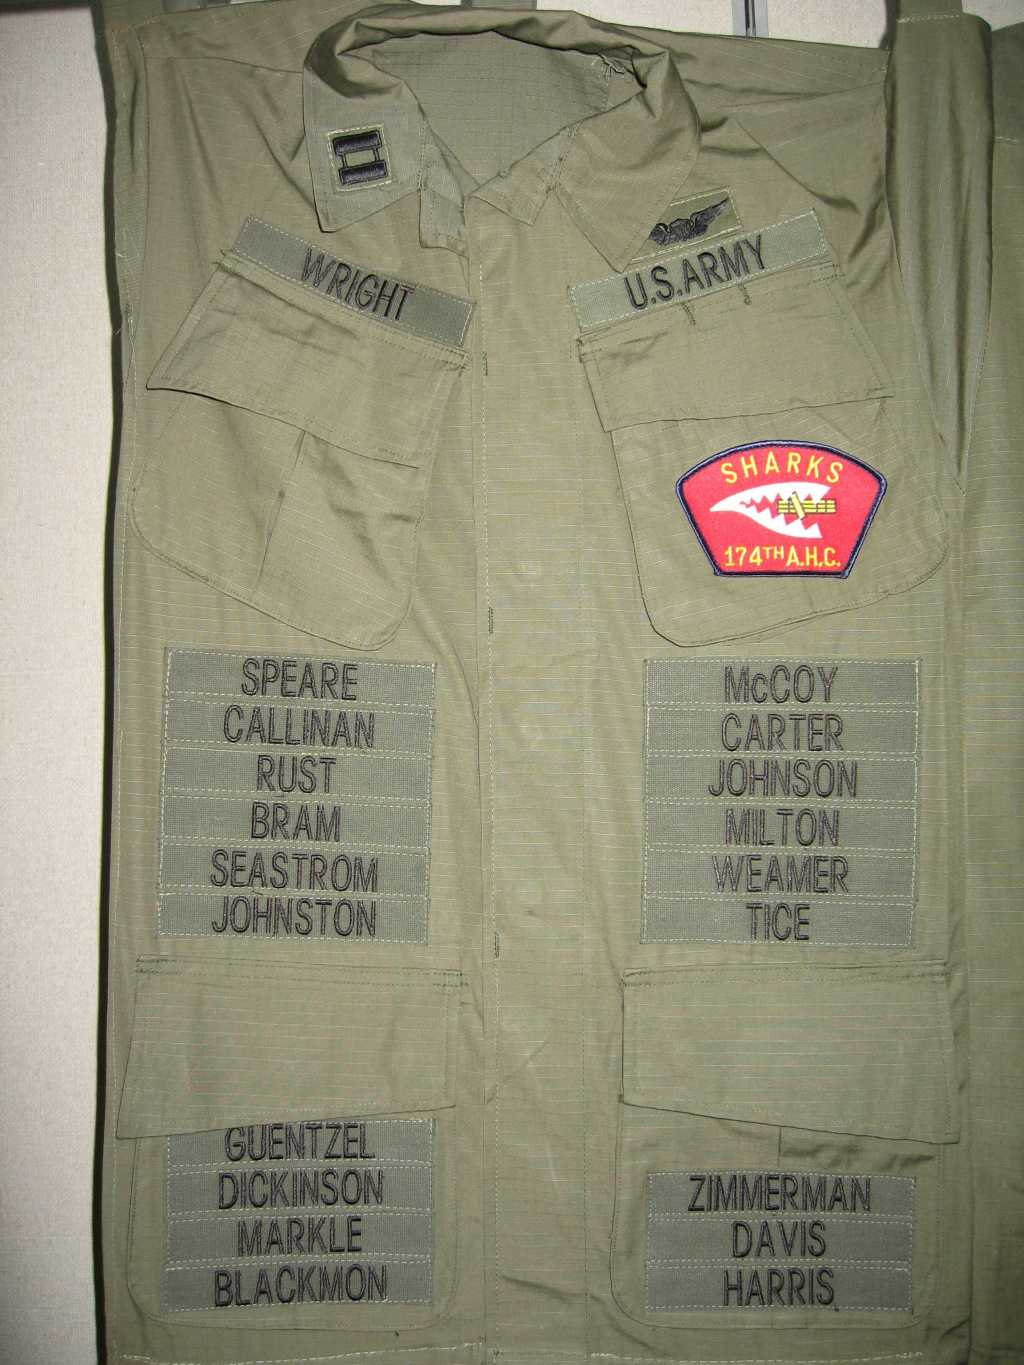 WRIGHT
U.S.ARMY
SHARKS
174TH A.H.C.
SPEARE
CALLINAN
RUST
BRAM
SEASTROM
JOHNSTON
McCOY
CARTER
JOHNSON
MILTON
WEAMER
TICE
GUENTZEL
DICKINSON
MARKLE
BLACKMON
ZIMMERMAN
DAVIS
HARRIS